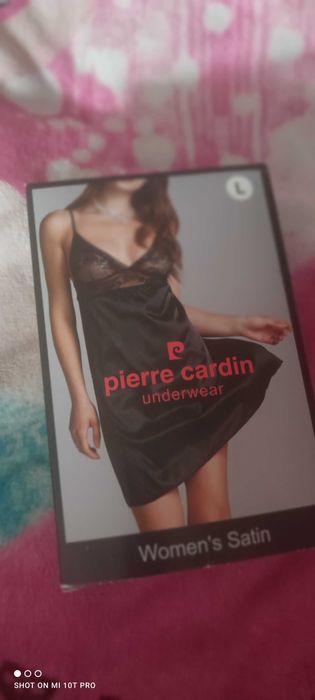 L
pierre cardin
underwear
Women's Satin
SHOT ON MI 10T PRO